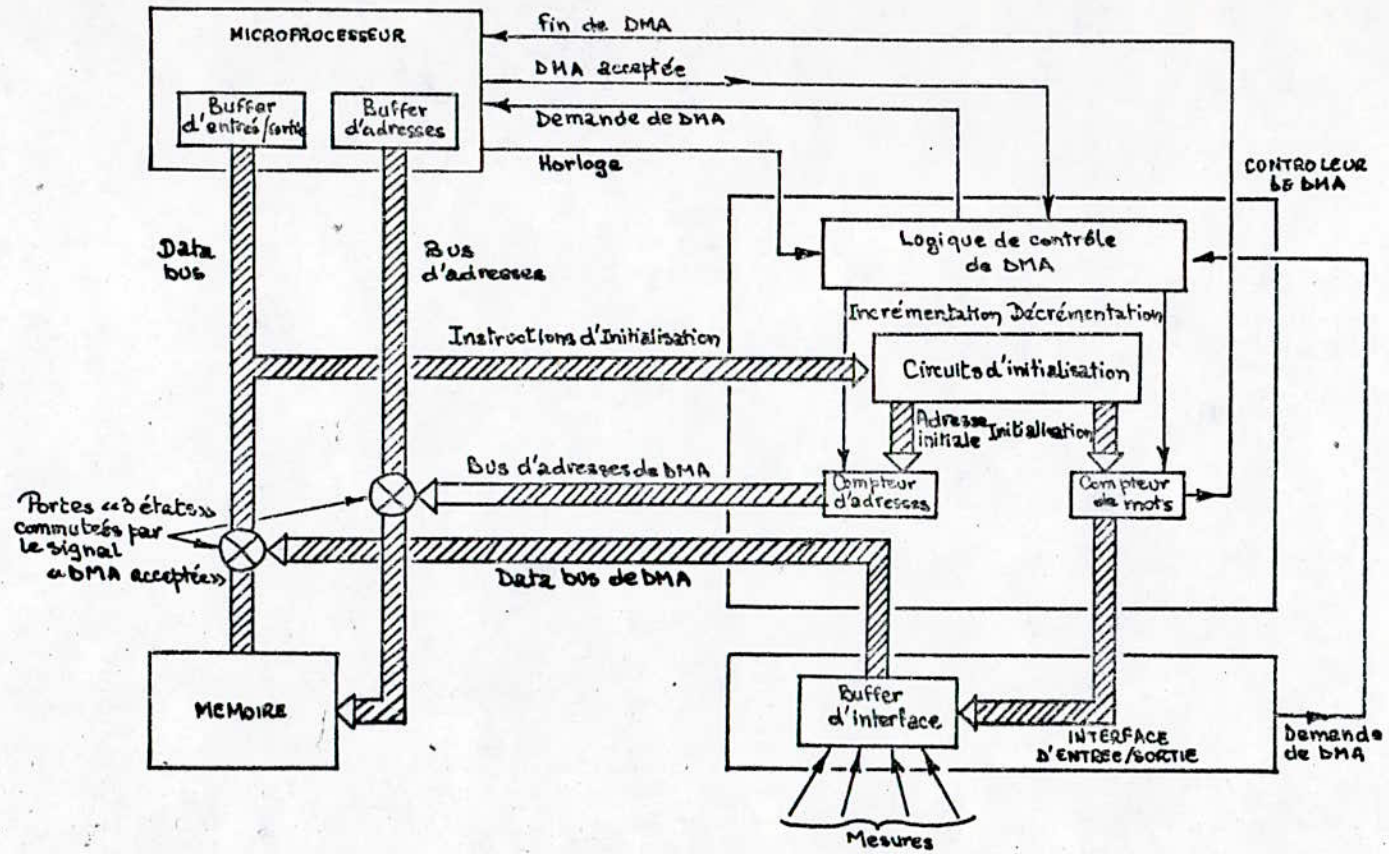 MICROPROCESSEUR
Buffer
d'entrés/sortie
Buffer
d'adresses
fin de DMA
DMA acceptée
Demande de DMA
Horloge
CONTROLEUR
DE DMA
Data
bus
Bus
d'adresses
Logique de contrôle
de DMA
Incrémentation Décrémentation
Instructions d'Initialisation
Circuits d'initialisation
Adresse
initiale
Initialisation
Bus d'adresses de DMA
Compteur
d'adresses
Compteur
de mots
Portes «3 états»
commutées par
le signal
«DMA acceptée»
Data bus de DMA
MEMOIRE
Buffer
d'interface
INTERFACE
D'ENTREE/SORTIE
Demande
de DMA
Mesures